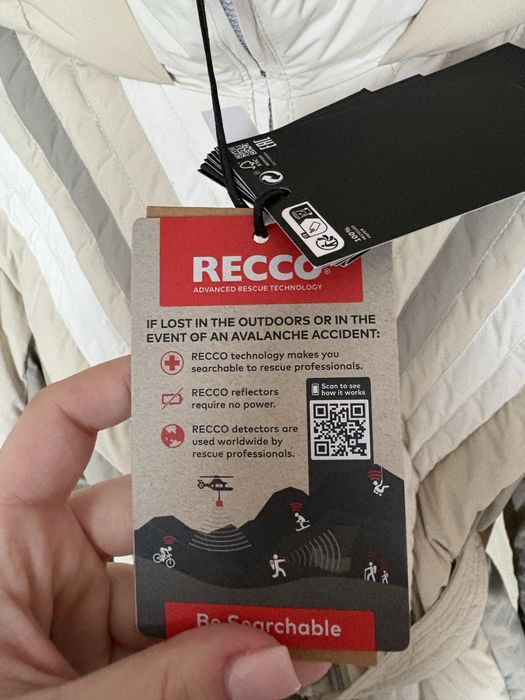 RECCO®
ADVANCED RESCUE TECHNOLOGY
IF LOST IN THE OUTDOORS OR IN THE
EVENT OF AN AVALANCHE ACCIDENT:
RECCO technology makes you
searchable to rescue professionals.
RECCO reflectors
require no power.
RECCO detectors are
used worldwide by
rescue professionals.
Scan to see
how it works
Be Searchable
100%